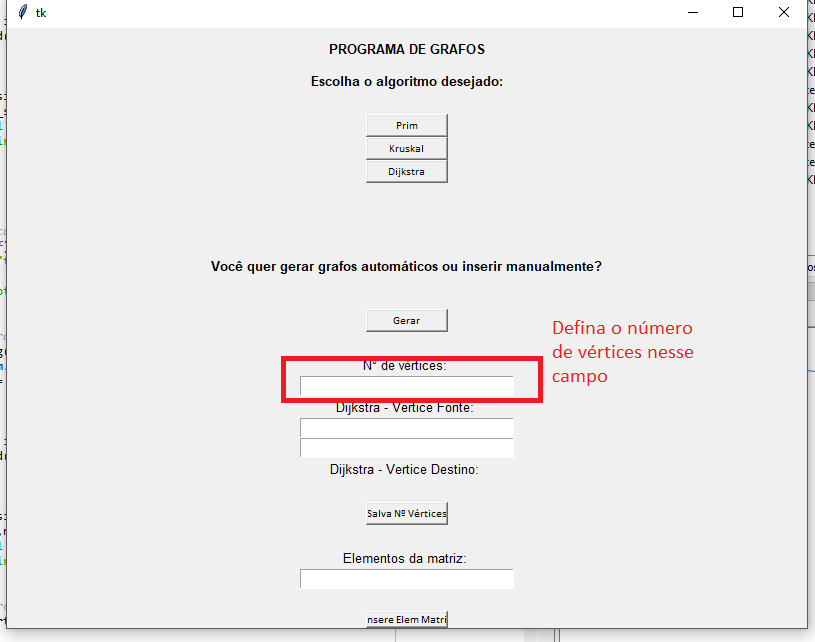 tk
PROGRAMA DE GRAFOS
Escolha o algoritmo desejado:
Prim
Kruskal
Dijkstra
Você quer gerar grafos automáticos ou inserir manualmente?
Gerar
Defina o número
de vértices nesse
campo
N° de vértices:
Dijkstra - Vertice Fonte:
Dijkstra - Vertice Destino:
Salva Nº Vértices
Elementos da matriz:
nsere Elem Matri